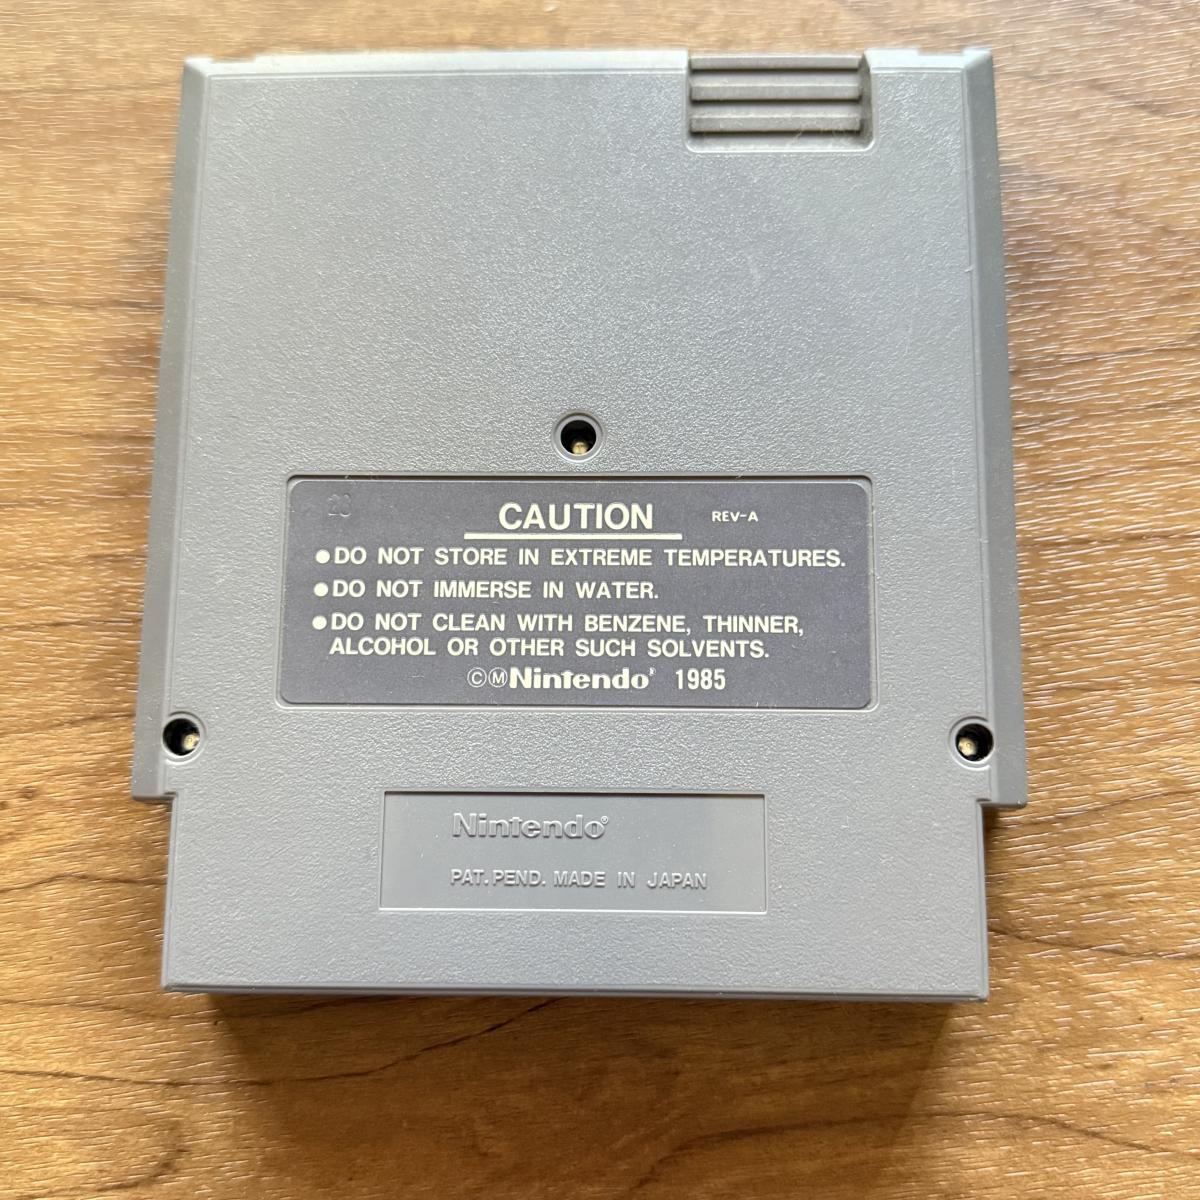 23
CAUTION REV-A
●DO NOT STORE IN EXTREME TEMPERATURES.
●DO NOT IMMERSE IN WATER.
●DO NOT CLEAN WITH BENZENE, THINNER,
ALCOHOL OR OTHER SUCH SOLVENTS.
©ⓂNintendo® 1985
Nintendo®
PAT. PEND. MADE IN JAPAN